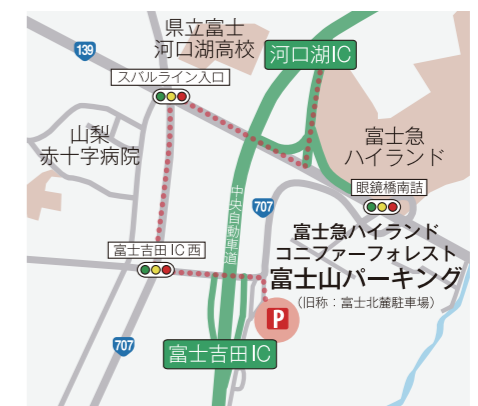 県立富士
河口湖高校
139
河口湖IC
スバルライン入口
山梨
赤十字病院
富士急
ハイランド
中央自動車道
707
眼鏡橋南詰
富士急ハイランド
コニファーフォレスト
富士山パーキング
(旧称：富士北麓駐車場)
富士吉田IC西
P
707
富士吉田IC